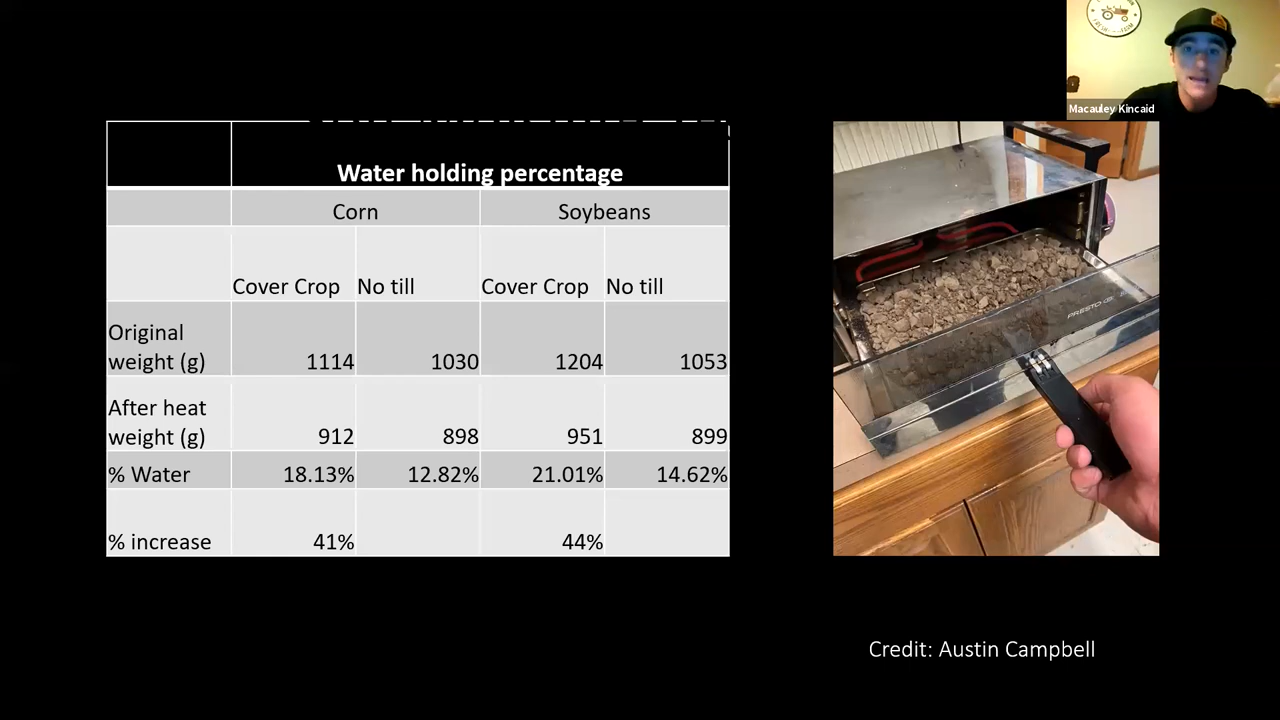 Macauley Kincaid
Water holding percentage
Corn Soybeans
Cover Crop No till Cover Crop No till
Original
weight (g) 1114 1030 1204 1053
After heat
weight (g) 912 898 951 899
% Water 18.13% 12.82% 21.01% 14.62%
% increase 41% 44%
PRESTO
Credit: Austin Campbell